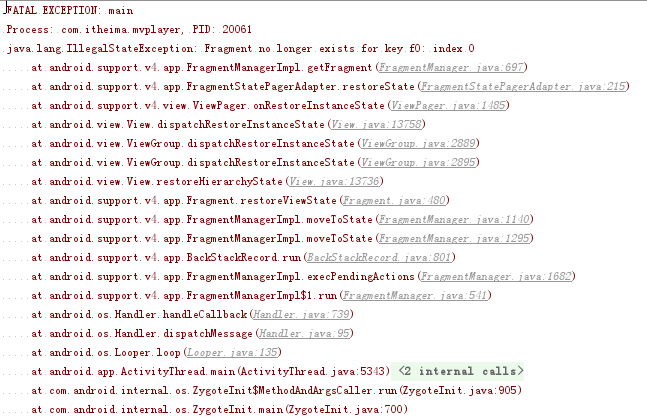 FATAL EXCEPTION: main
Process: com.itheima.mvplayer, PID: 20061
java.lang.IllegalStateException: Fragment no longer exists for key f0: index 0
at android.support.v4.app.FragmentManagerImpl.getFragment(FragmentManager.java:697)
at android.support.v4.app.FragmentStatePagerAdapter.restoreState(FragmentStatePagerAdapter.java:215)
at android.support.v4.view.ViewPager.onRestoreInstanceState(ViewPager.java:1485)
at android.view.View.dispatchRestoreInstanceState(View.java:13758)
at android.view.ViewGroup.dispatchRestoreInstanceState(ViewGroup.java:2889)
at android.view.ViewGroup.dispatchRestoreInstanceState(ViewGroup.java:2895)
at android.view.View.restoreHierarchyState(View.java:13736)
at android.support.v4.app.Fragment.restoreViewState(Fragment.java:480)
at android.support.v4.app.FragmentManagerImpl.moveToState(FragmentManager.java:1140)
at android.support.v4.app.FragmentManagerImpl.moveToState(FragmentManager.java:1295)
at android.support.v4.app.BackStackRecord.run(BackStackRecord.java:801)
at android.support.v4.app.FragmentManagerImpl.execPendingActions(FragmentManager.java:1682)
at android.support.v4.app.FragmentManagerImpl$1.run(FragmentManager.java:541)
at android.os.Handler.handleCallback(Handler.java:739)
at android.os.Handler.dispatchMessage(Handler.java:95)
at android.os.Looper.loop(Looper.java:135)
at android.app.ActivityThread.main(ActivityThread.java:5343) <2 internal calls>
at com.android.internal.os.ZygoteInit$MethodAndArgsCaller.run(ZygoteInit.java:905)
at com.android.internal.os.ZygoteInit.main(ZygoteInit.java:700)